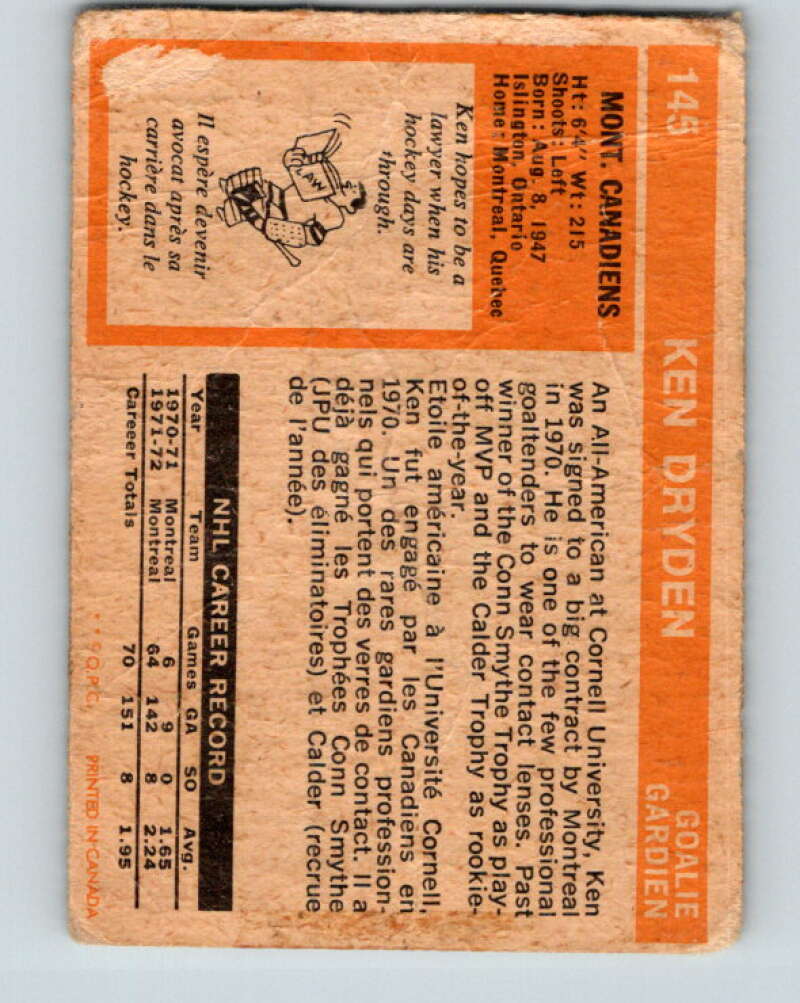 145 KEN DRYDEN GOALIE
GARDIEN
MONT. CANADIENS
Ht: 6'4" Wt: 215
Shoots: Left
Born: Aug. 8, 1947
Islington, Ontario
Home: Montreal, Quebec
Ken hopes to be a
lawyer when his
hockey days are
through.
LAW
Il espère devenir
avocat après sa
carrière dans le
hockey.
An All-American at Cornell University, Ken
was signed to a big contract by Montreal
in 1970. He is one of the few professional
goaltenders to wear contact lenses. Past
winner of the Conn Smythe Trophy as play-
off MVP and the Calder Trophy as rookie-
of-the-year.
Etoile américaine à l'Université Cornell,
Ken fut engagé par les Canadiens en
1970. Un des rares gardiens profession-
nels qui portent des verres de contact. Il a
déjà gagné les Trophées Conn Smythe
(JPU des éliminatoires) et Calder (recrue
de l'année).
NHL CAREER RECORD
Year Team Games GA SO Avg.
1970-71 Montreal 6 9 0 1.65
1971-72 Montreal 64 142 8 2.24
Careeer Totals 70 151 8 1.95
**©O.P.C. PRINTED IN CANADA